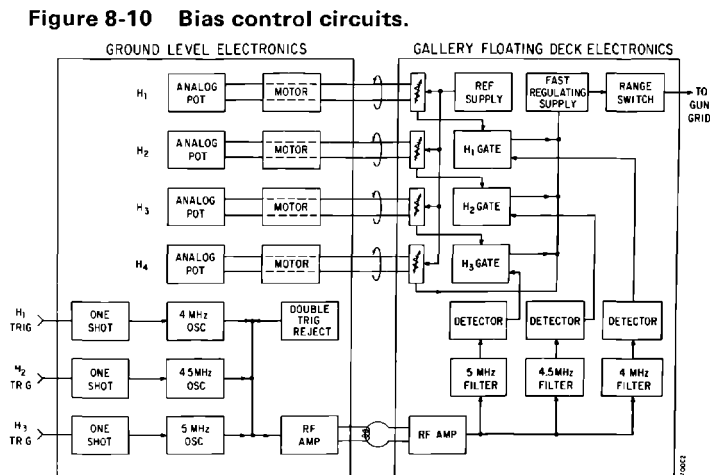 Figure 8-10 Bias control circuits.
GROUND LEVEL ELECTRONICS
GALLERY FLOATING DECK ELECTRONICS
H1
ANALOG
POT
MOTOR
REF
SUPPLY
FAST
REGULATING
SUPPLY
RANGE
SWITCH
TO
GUN
GRID
H2
ANALOG
POT
MOTOR
H1 GATE
H3
ANALOG
POT
MOTOR
H2 GATE
H4
ANALOG
POT
MOTOR
H3 GATE
H1
TRIG
ONE
SHOT
4 MHz
OSC
DOUBLE
TRIG
REJECT
DETECTOR
DETECTOR
DETECTOR
H2
TRG
ONE
SHOT
4.5MHz
OSC
5 MHz
FILTER
4.5MHz
FILTER
4 MHz
FILTER
H3
TRG
ONE
SHOT
5 MHz
OSC
RF
AMP
RF AMP